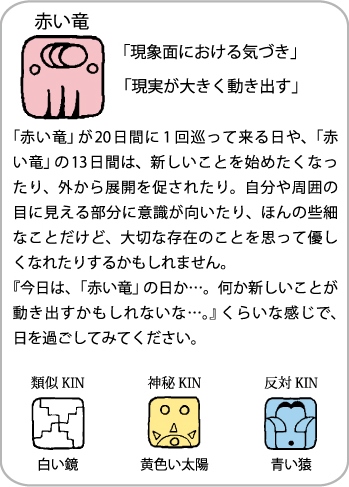 赤い竜
「現象面における気づき」
「現実が大きく動き出す」
「赤い竜」が20日間に1回巡って来る日や、「赤
い竜」の13日間は、新しいことを始めたくなっ
たり、外から展開を促されたり。自分や周囲の
目に見える部分に意識が向いたり、ほんの些細
なことだけど、大切な存在のことを思って優し
くなれたりするかもしれません。
『今日は、「赤い竜」の日か…。何か新しいことが
動き出すかもしれないな…。』くらいな感じで、
日を過ごしてみてください。
類似 KIN 神秘 KIN 反対 KIN
白い鏡 黄色い太陽 青い猿